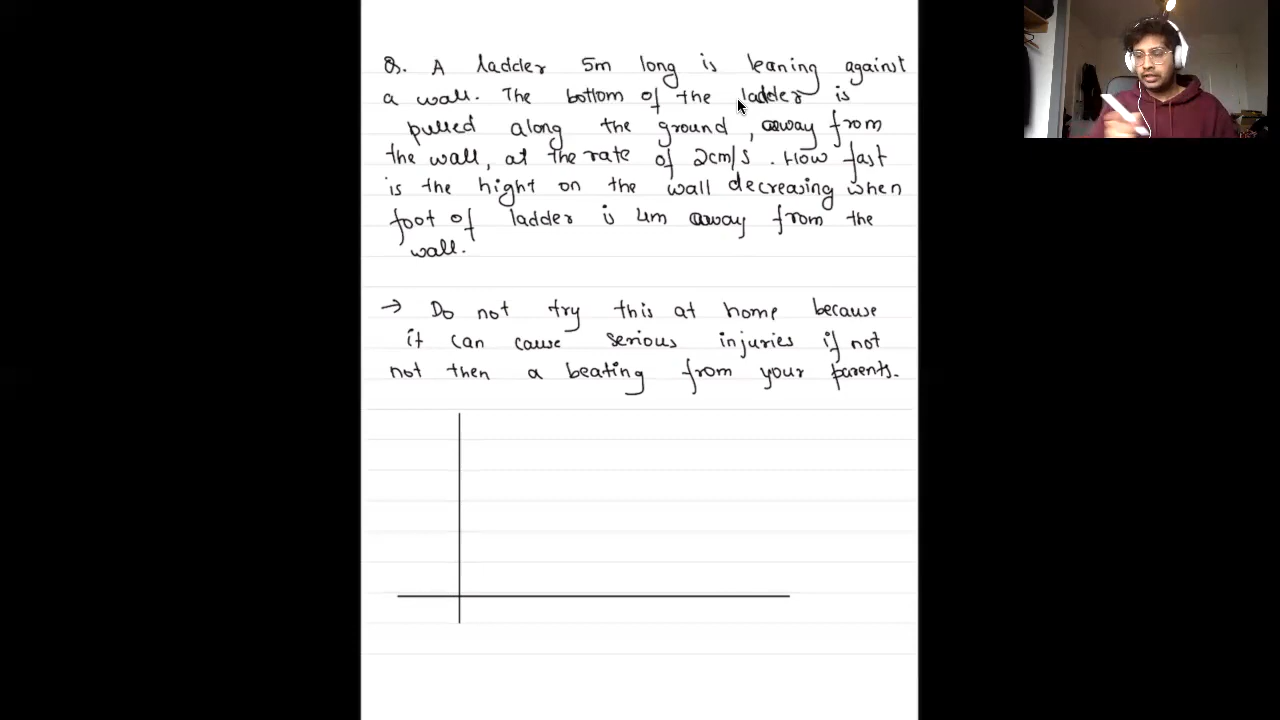 Q. A ladder 5m long is leaning against
a wall. The bottom of the ladder is
pulled along the ground, away from
the wall, at the rate of 2cm/s. How fast
is the hight on the wall decreasing when
foot of ladder is 4m away from the
wall.
→ Do not try this at home because
it can cause serious injuries if not
not then a beating from your parents.